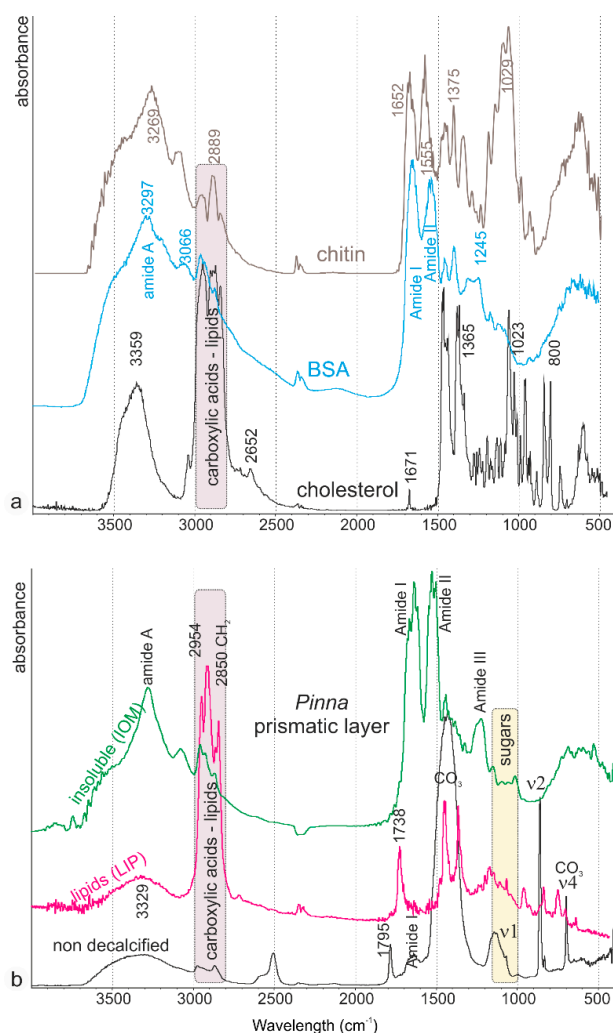 absorbance
3269
2889
1652
1555
1375
1029
chitin
3297
amide A
3066
Amide I
Amide II
1245
BSA
carboxylic acids - lipids
3359
2652
1671
1365
1023
800
cholesterol
a
3500 3000 2500 2000 1500 1000 500
absorbance
amide A
2954
2850 CH2
Amide I
Amide II
Amide III
Pinna
prismatic layer
sugars
insoluble (IOM)
carboxylic acids - lipids
CO3
ν2
1738
lipids (LIP)
3329
CO3
ν4
non decalcified
1795
Amide I
ν1
b
3500 3000 2500 2000 1500 1000 500
Wavelength (cm-1)